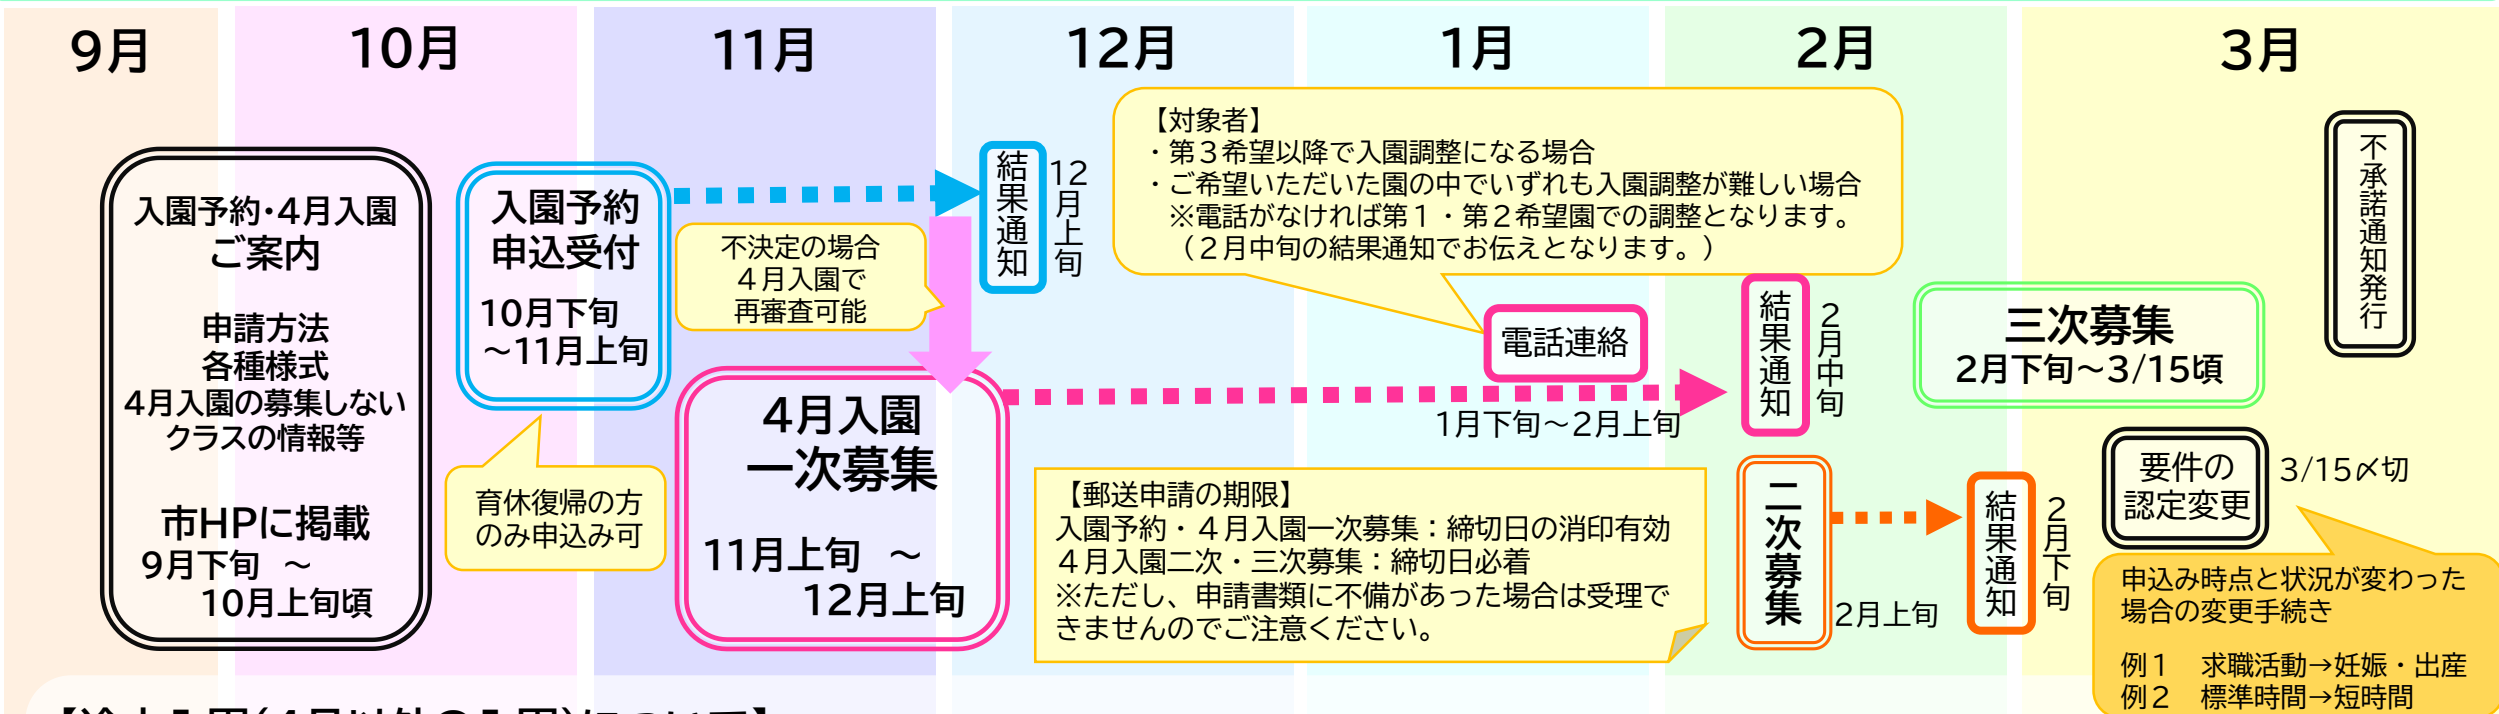 9月
10月
11月
12月
1月
2月
3月
入園予約・4月入園
ご案内
申請方法
各種様式
4月入園の募集しない
クラスの情報等
市HPに掲載
9月下旬　～
10月上旬頃
入園予約
申込受付
10月下旬
～11月上旬
育休復帰の方
のみ申込み可
不決定の場合
４月入園で
再審査可能
結果通知
12月上旬
4月入園
一次募集
11月上旬　～
12月上旬
【対象者】
・第３希望以降で入園調整になる場合
・ご希望いただいた園の中でいずれも入園調整が難しい場合
※電話がなければ第１・第２希望園での調整となります。
（２月中旬の結果通知でお伝えとなります。）
電話連絡
1月下旬～2月上旬
結果通知
2月中旬
【郵送申請の期限】
入園予約・４月入園一次募集：締切日の消印有効
４月入園二次・三次募集：締切日必着
※ただし、申請書類に不備があった場合は受理で
きませんのでご注意ください。
二次募集
2月上旬
結果通知
2月下旬
三次募集
2月下旬～3/15頃
不承諾通知発行
要件の
認定変更
3/15〆切
申込み時点と状況が変わった
場合の変更手続き
例１　求職活動→妊娠・出産
例２　標準時間→短時間
【途中入園（4月以外の入園）について】